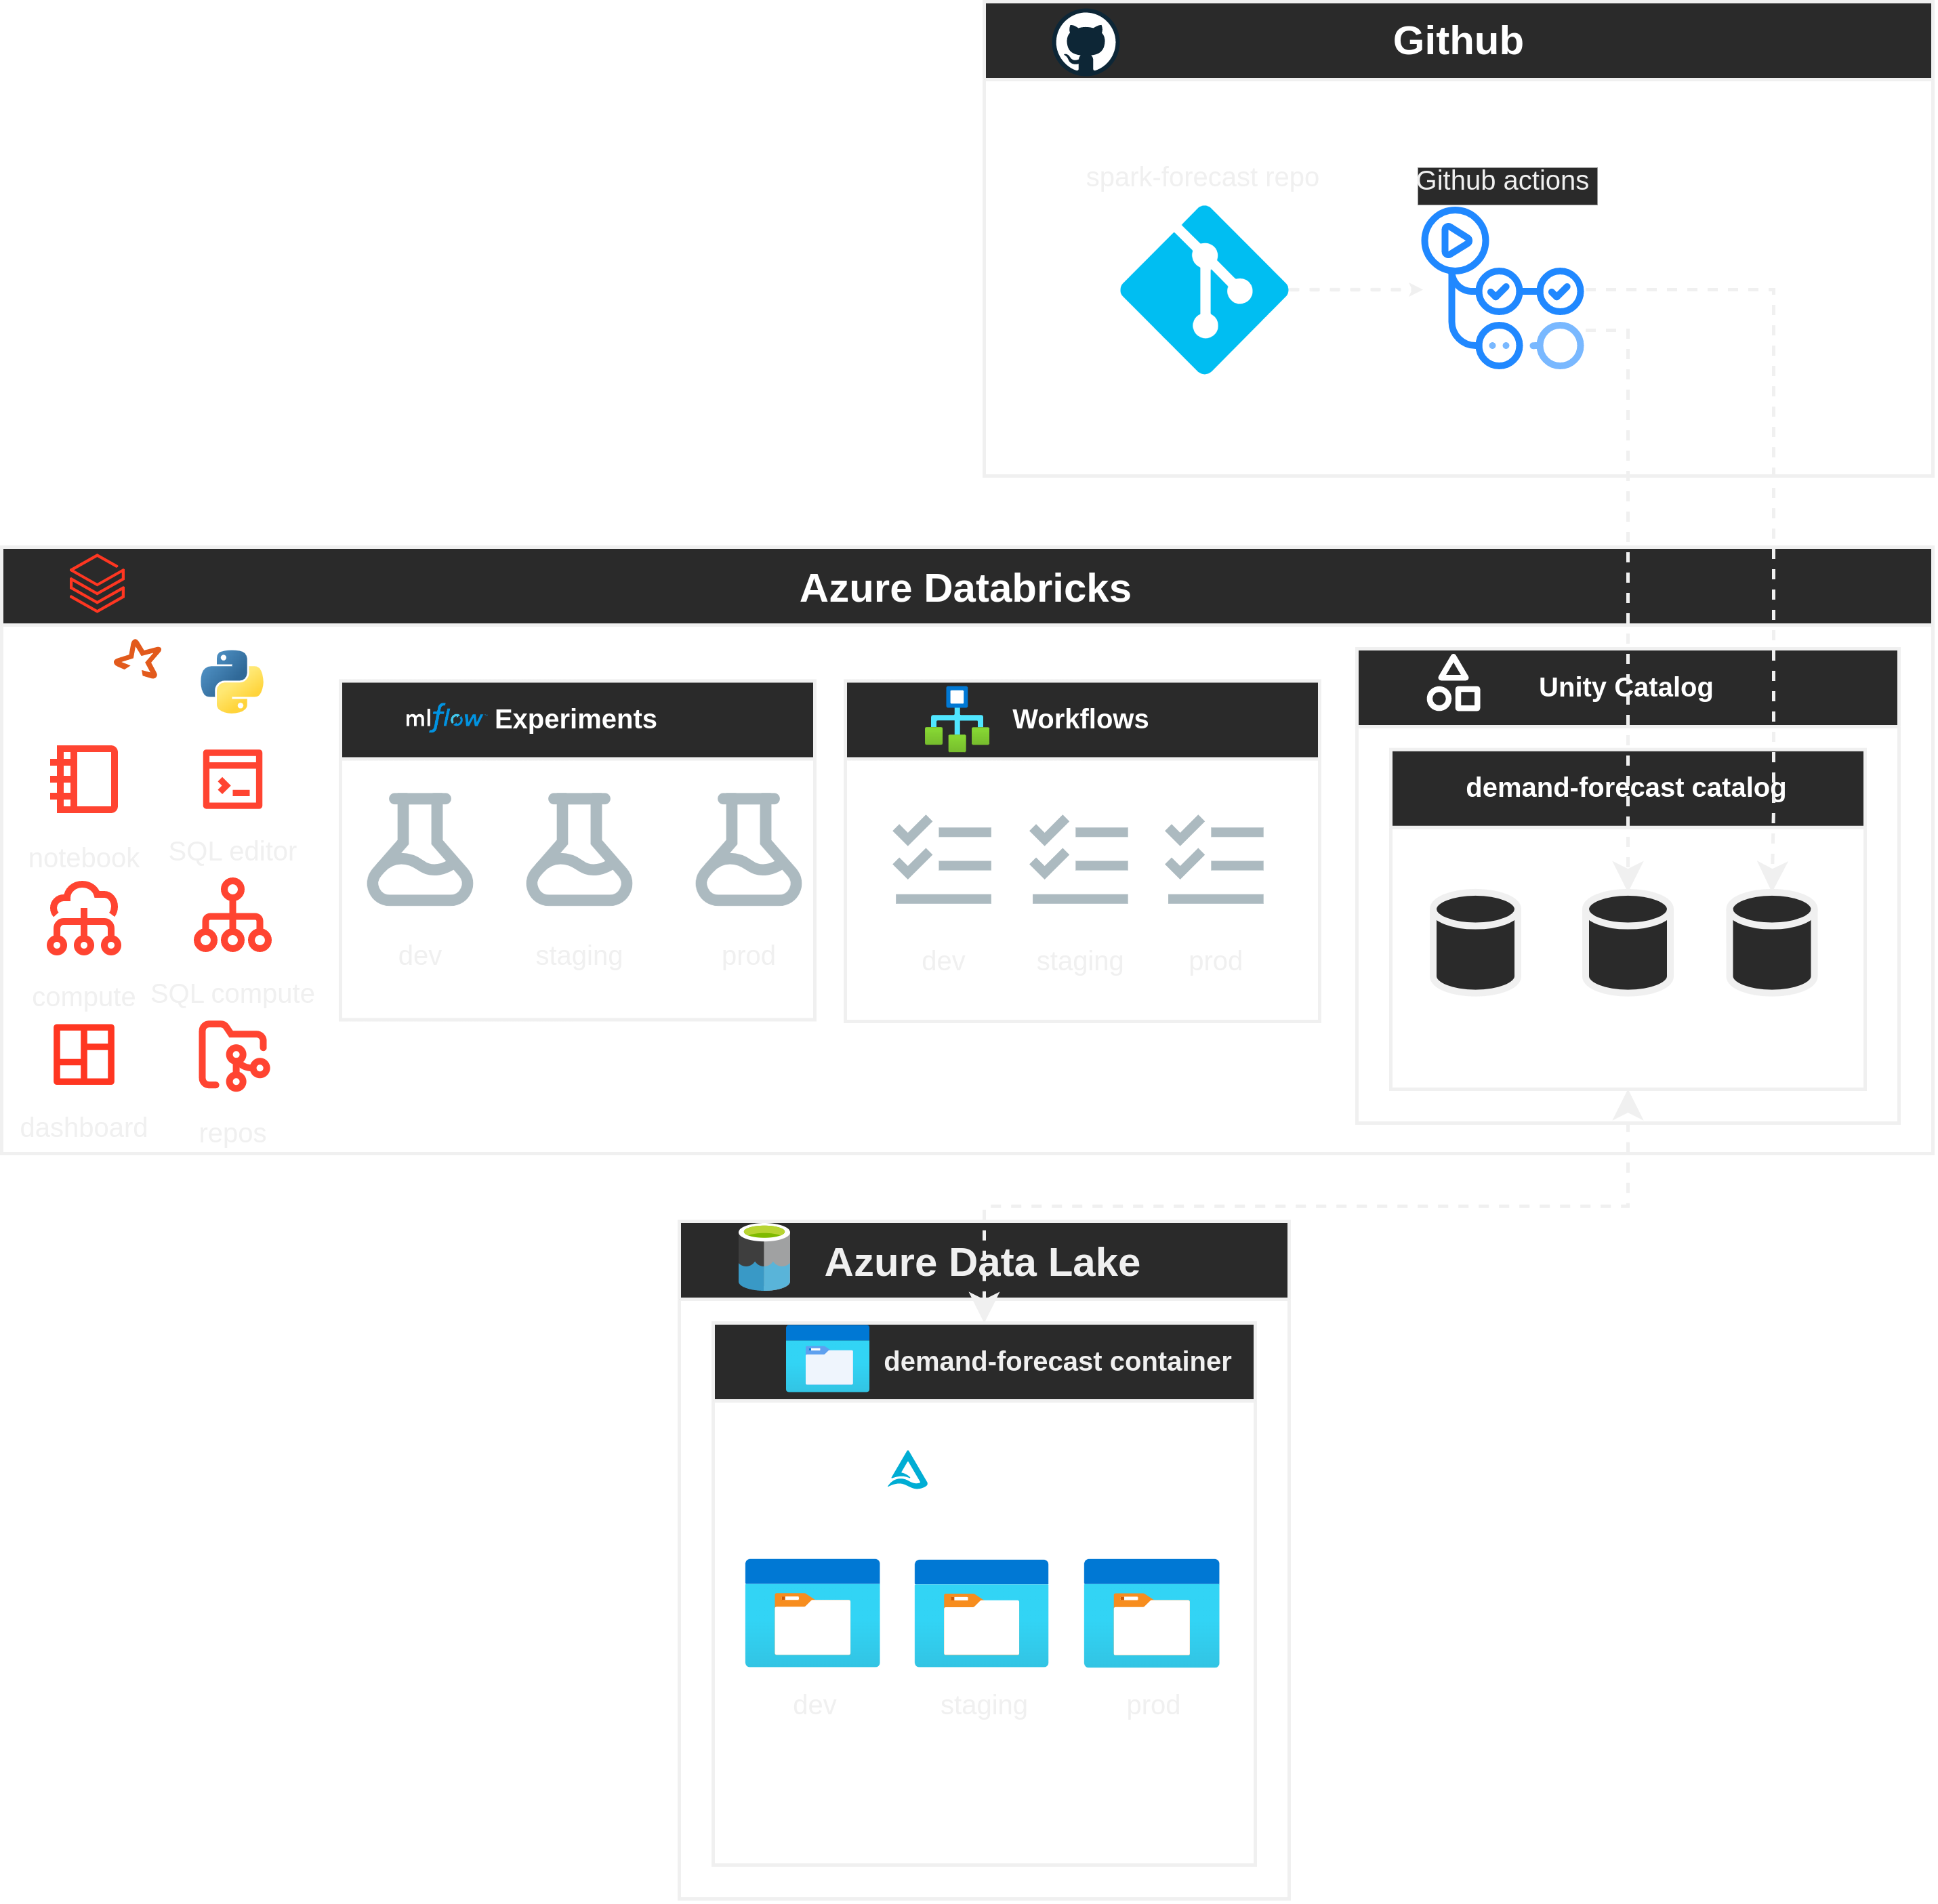 Github
spark-forecast repo
Github actions
Azure Databricks
notebook
SQL editor
compute
SQL compute
dashboard
repos
mlflow Experiments
dev
staging
prod
Workflows
dev
staging
prod
Unity Catalog
demand-forecast catalog
Azure Data Lake
demand-forecast container
dev
staging
prod